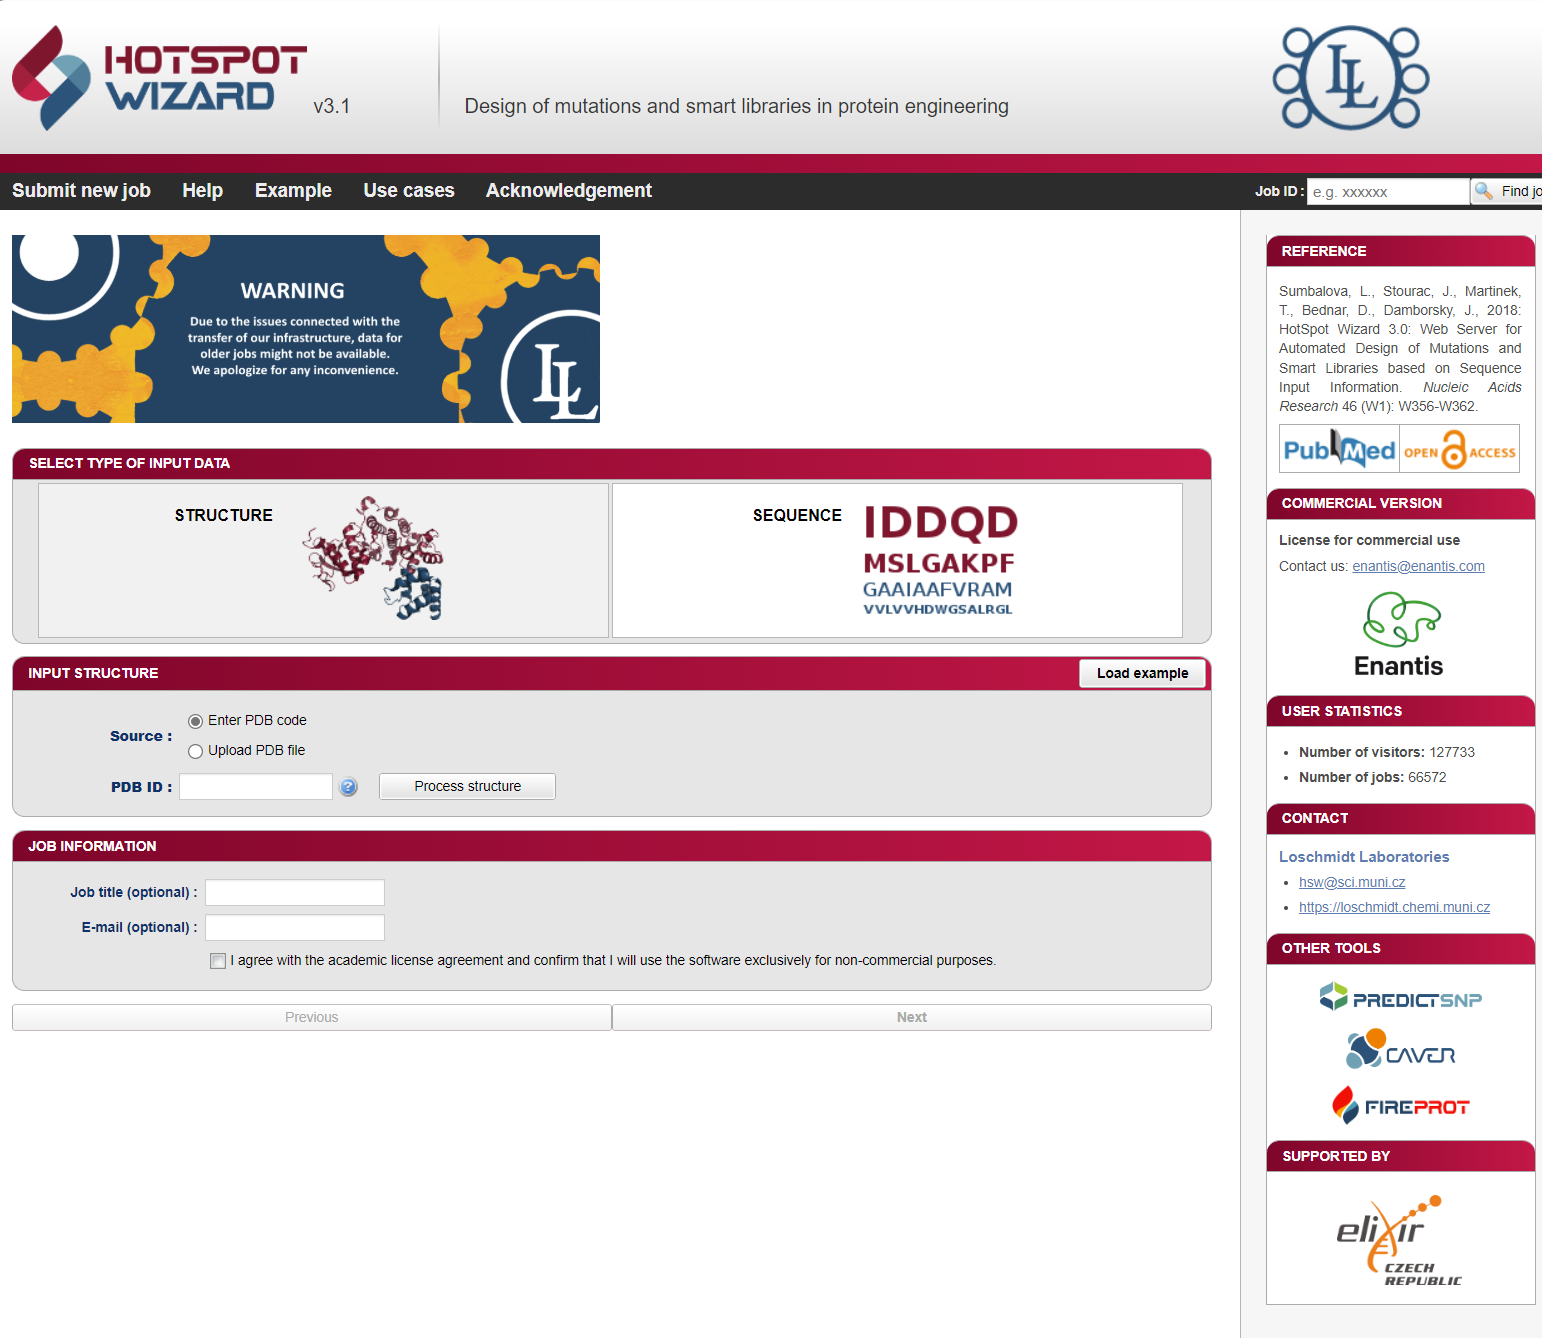 HOTSPOT
WIZARD
v3.1
Design of mutations and smart libraries in protein engineering
LL
Submit new job Help Example Use cases Acknowledgement
Job ID : e.g. xxxxxx Find jo
WARNING
Due to the issues connected with the
transfer of our infrastructure, data for
older jobs might not be available.
We apologize for any inconvenience.
LL
SELECT TYPE OF INPUT DATA
STRUCTURE
SEQUENCE
IDDQD
MSLGAKPF
GAAIAAFVRAM
VVLVVHDWGSALRGL
INPUT STRUCTURE
Load example
Source :
Enter PDB code
Upload PDB file
PDB ID :
?
Process structure
JOB INFORMATION
Job title (optional) :
E-mail (optional) :
I agree with the academic license agreement and confirm that I will use the software exclusively for non-commercial purposes.
Previous
Next
REFERENCE
Sumbalova, L., Stourac, J., Martinek,
T., Bednar, D., Damborsky, J., 2018:
HotSpot Wizard 3.0: Web Server for
Automated Design of Mutations and
Smart Libraries based on Sequence
Input Information. Nucleic Acids
Research 46 (W1): W356-W362.
PubMed
OPEN ACCESS
COMMERCIAL VERSION
License for commercial use
Contact us: enantis@enantis.com
Enantis
USER STATISTICS
• Number of visitors: 127733
• Number of jobs: 66572
CONTACT
Loschmidt Laboratories
• hsw@sci.muni.cz
• https://loschmidt.chemi.muni.cz
OTHER TOOLS
PREDICTSNP
CAVER
FIREPROT
SUPPORTED BY
elixir
CZECH
REPUBLIC